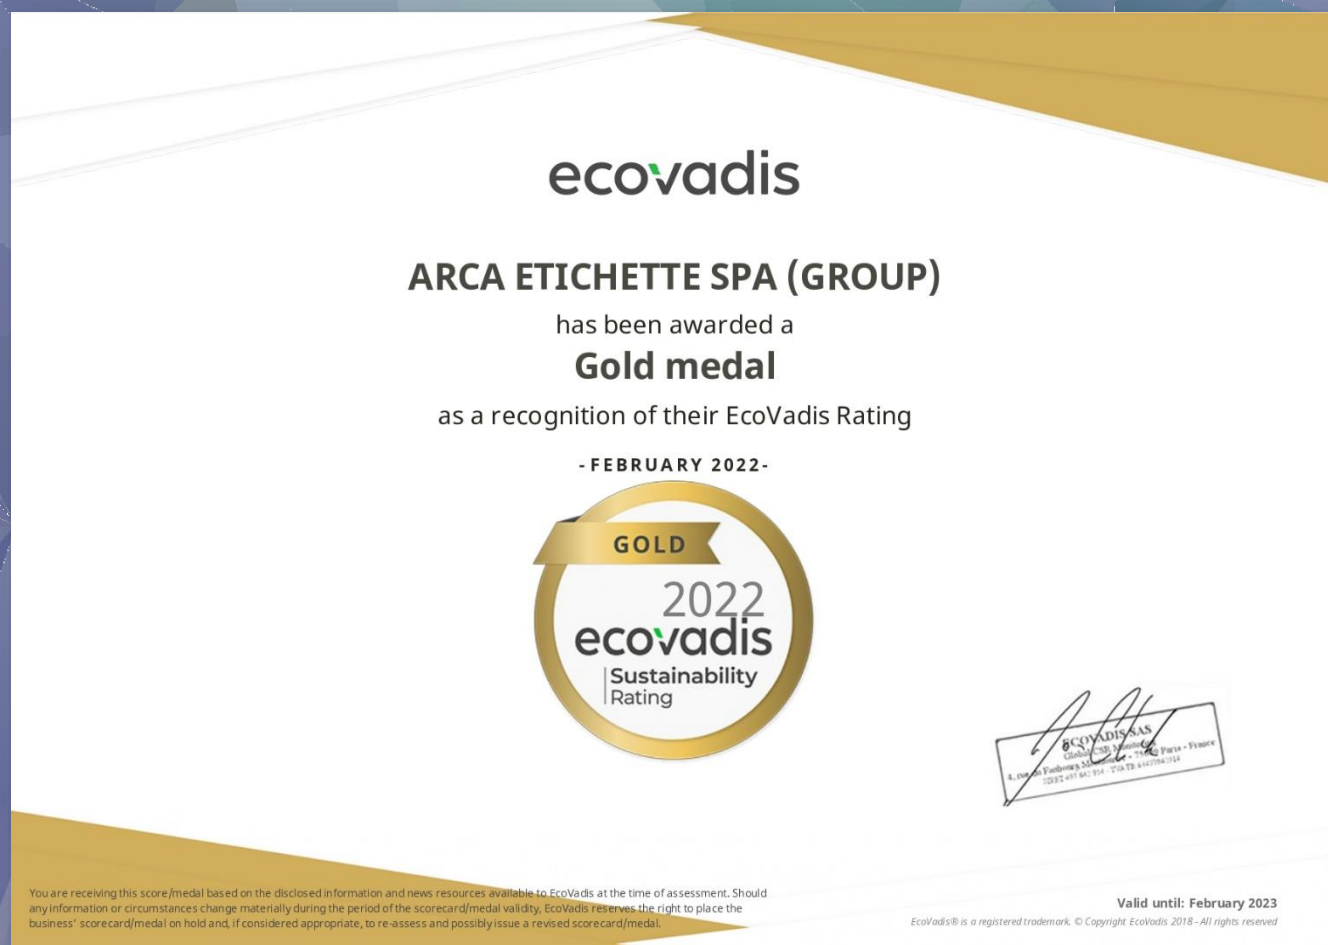 ecovadis
ARCA ETICHETTE SPA (GROUP)
has been awarded a
Gold medal
as a recognition of their EcoVadis Rating
- FEBRUARY 2022-
GOLD
2022
ecovadis
Sustainability
Rating
ECOVADIS SAS
Global CSR
Paris - France
You are receiving this score/medal based on the disclosed information and news resources available to EcoVadis at the time of assessment. Should
any information or circumstances change materially during the period of the scorecard/medal validity, EcoVadis reserves the right to place the
business' scorecard/medal on hold and, if considered appropriate, to re-assess and possibly issue a revised scorecard/medal.
Valid until: February 2023
EcoVadis® is a registered trademark. © Copyright EcoVadis 2018 - All rights reserved